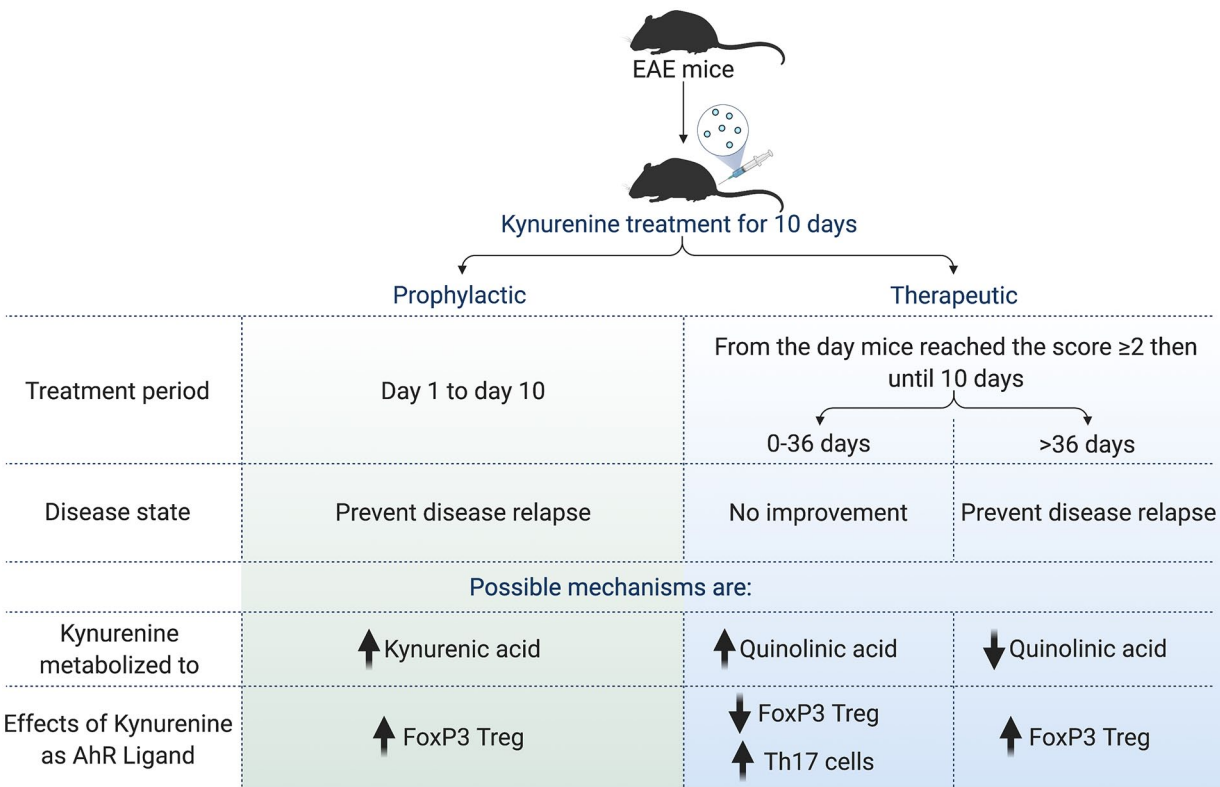 EAE mice
Kynurenine treatment for 10 days
Prophylactic
Therapeutic
Treatment period
Day 1 to day 10
From the day mice reached the score ≥2 then
until 10 days
0-36 days
>36 days
Disease state
Prevent disease relapse
No improvement
Prevent disease relapse
Possible mechanisms are:
Kynurenine
metabolized to
Kynurenic acid
Quinolinic acid
Quinolinic acid
Effects of Kynurenine
as AhR Ligand
FoxP3 Treg
FoxP3 Treg
Th17 cells
FoxP3 Treg